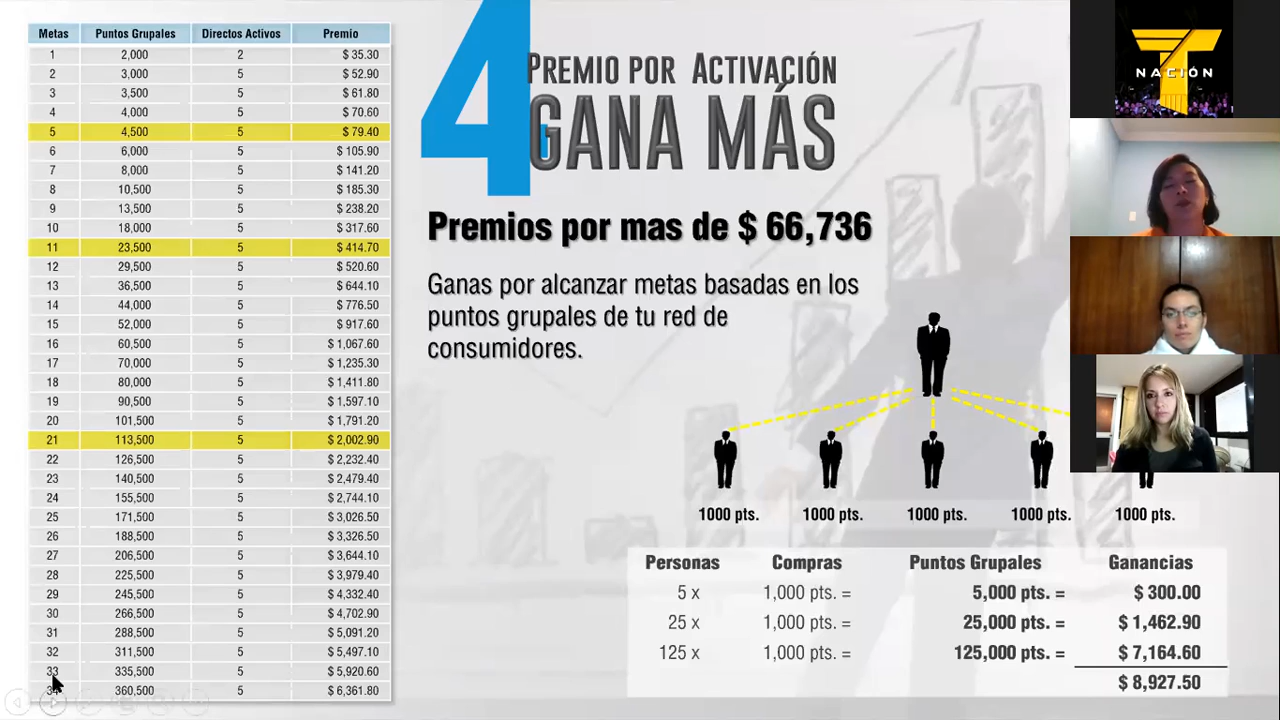 Metas Puntos Grupales Directos Activos Premio
1 2,000 2 $ 35.30
2 3,000 5 $ 52.90
3 3,500 5 $ 61.80
4 4,000 5 $ 70.60
5 4,500 5 $ 79.40
6 6,000 5 $ 105.90
7 8,000 5 $ 141.20
8 10,500 5 $ 185.30
9 13,500 5 $ 238.20
10 18,000 5 $ 317.60
11 23,500 5 $ 414.70
12 29,500 5 $ 520.60
13 36,500 5 $ 644.10
14 44,000 5 $ 776.50
15 52,000 5 $ 917.60
16 60,500 5 $ 1,067.60
17 70,000 5 $ 1,235.30
18 80,000 5 $ 1,411.80
19 90,500 5 $ 1,597.10
20 101,500 5 $ 1,791.20
21 113,500 5 $ 2,002.90
22 126,500 5 $ 2,232.40
23 140,500 5 $ 2,479.40
24 155,500 5 $ 2,744.10
25 171,500 5 $ 3,026.50
26 188,500 5 $ 3,326.50
27 206,500 5 $ 3,644.10
28 225,500 5 $ 3,979.40
29 245,500 5 $ 4,332.40
30 266,500 5 $ 4,702.90
31 288,500 5 $ 5,091.20
32 311,500 5 $ 5,497.10
33 335,500 5 $ 5,920.60
34 360,500 5 $ 6,361.80
4
PREMIO POR ACTIVACIÓN
GANA MÁS
Premios por mas de $ 66,736
Ganas por alcanzar metas basadas en los
puntos grupales de tu red de
consumidores.
1000 pts. 1000 pts. 1000 pts. 1000 pts. 1000 pts.
Personas Compras Puntos Grupales Ganancias
5 x 1,000 pts. = 5,000 pts. = $ 300.00
25 x 1,000 pts. = 25,000 pts. = $ 1,462.90
125 x 1,000 pts. = 125,000 pts. = $ 7,164.60
$ 8,927.50
T
NACIÓN